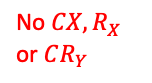 No CX, R_X
or CR_Y